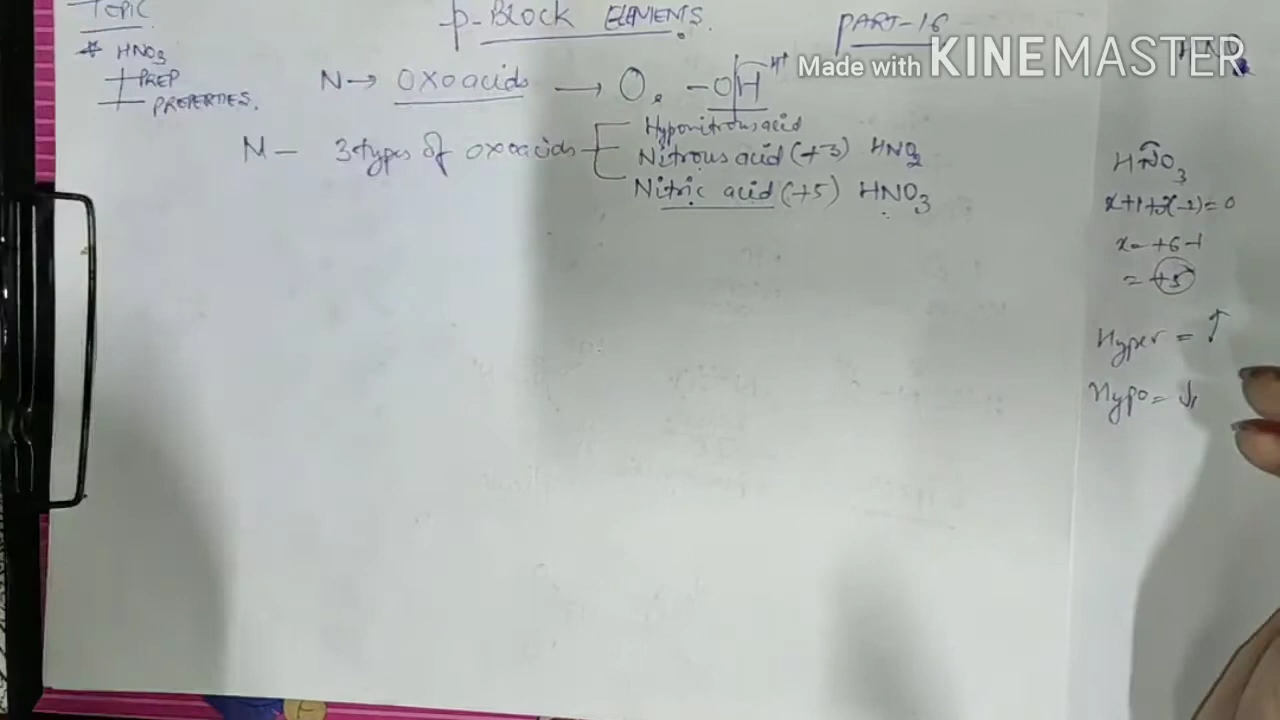 TOPIC
p-BLOCK ELEMENTS.
PART-16
Made with KINEMASTER
* HNO3
PREP
PREPERTIES.
N → oxoacids → O, -OH H+
N - 3 types of oxoacids
Hyponitrous acid
Nitrous acid (+3) HNO2
Nitric acid (+5) HNO3
HNO3
x+1+3(-2)=0
x = +6-1
= +5
Hyper = ↑
Hypo = ↓